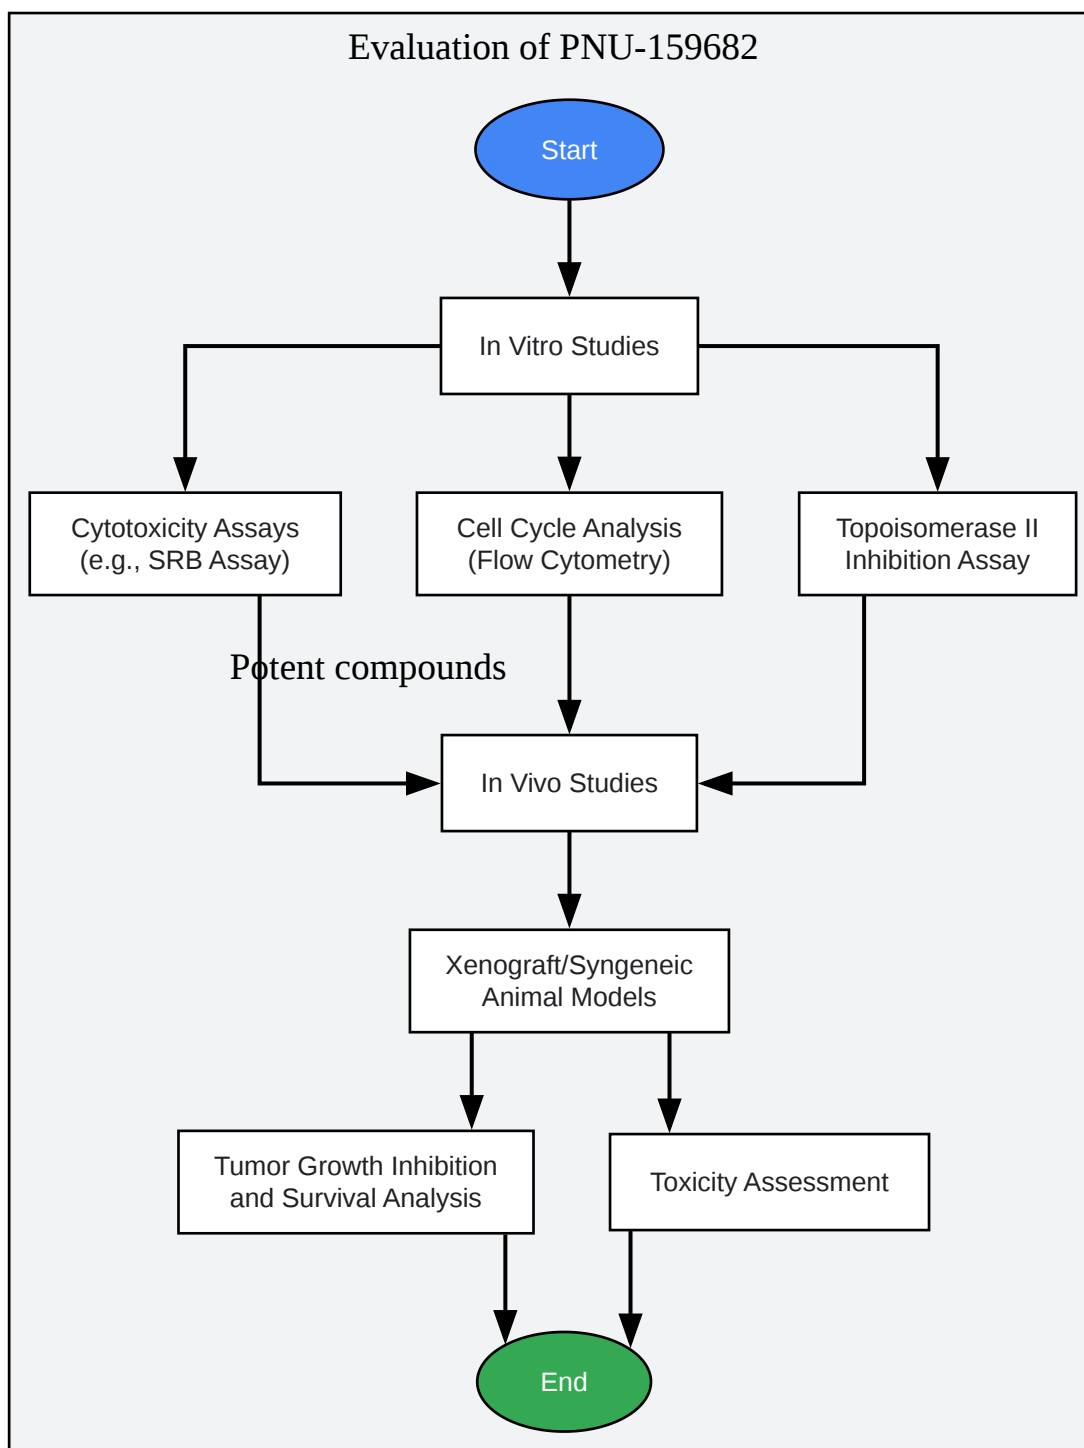 Evaluation of PNU-159682
Start
In Vitro Studies
Cytotoxicity Assays
(e.g., SRB Assay)
Cell Cycle Analysis
(Flow Cytometry)
Topoisomerase II
Inhibition Assay
Potent compounds
In Vivo Studies
Xenograft/Syngeneic
Animal Models
Tumor Growth Inhibition
and Survival Analysis
Toxicity Assessment
End